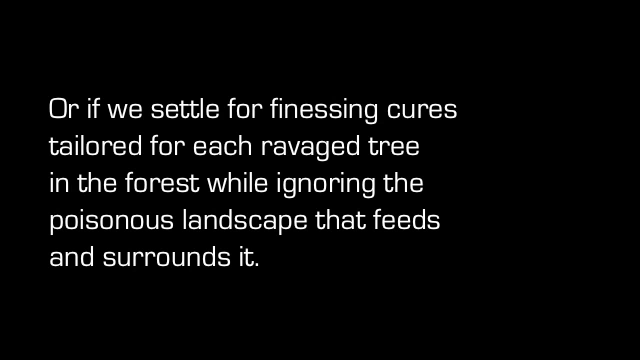 Or if we settle for finessing cures
tailored for each ravaged tree
in the forest while ignoring the
poisonous landscape that feeds
and surrounds it.